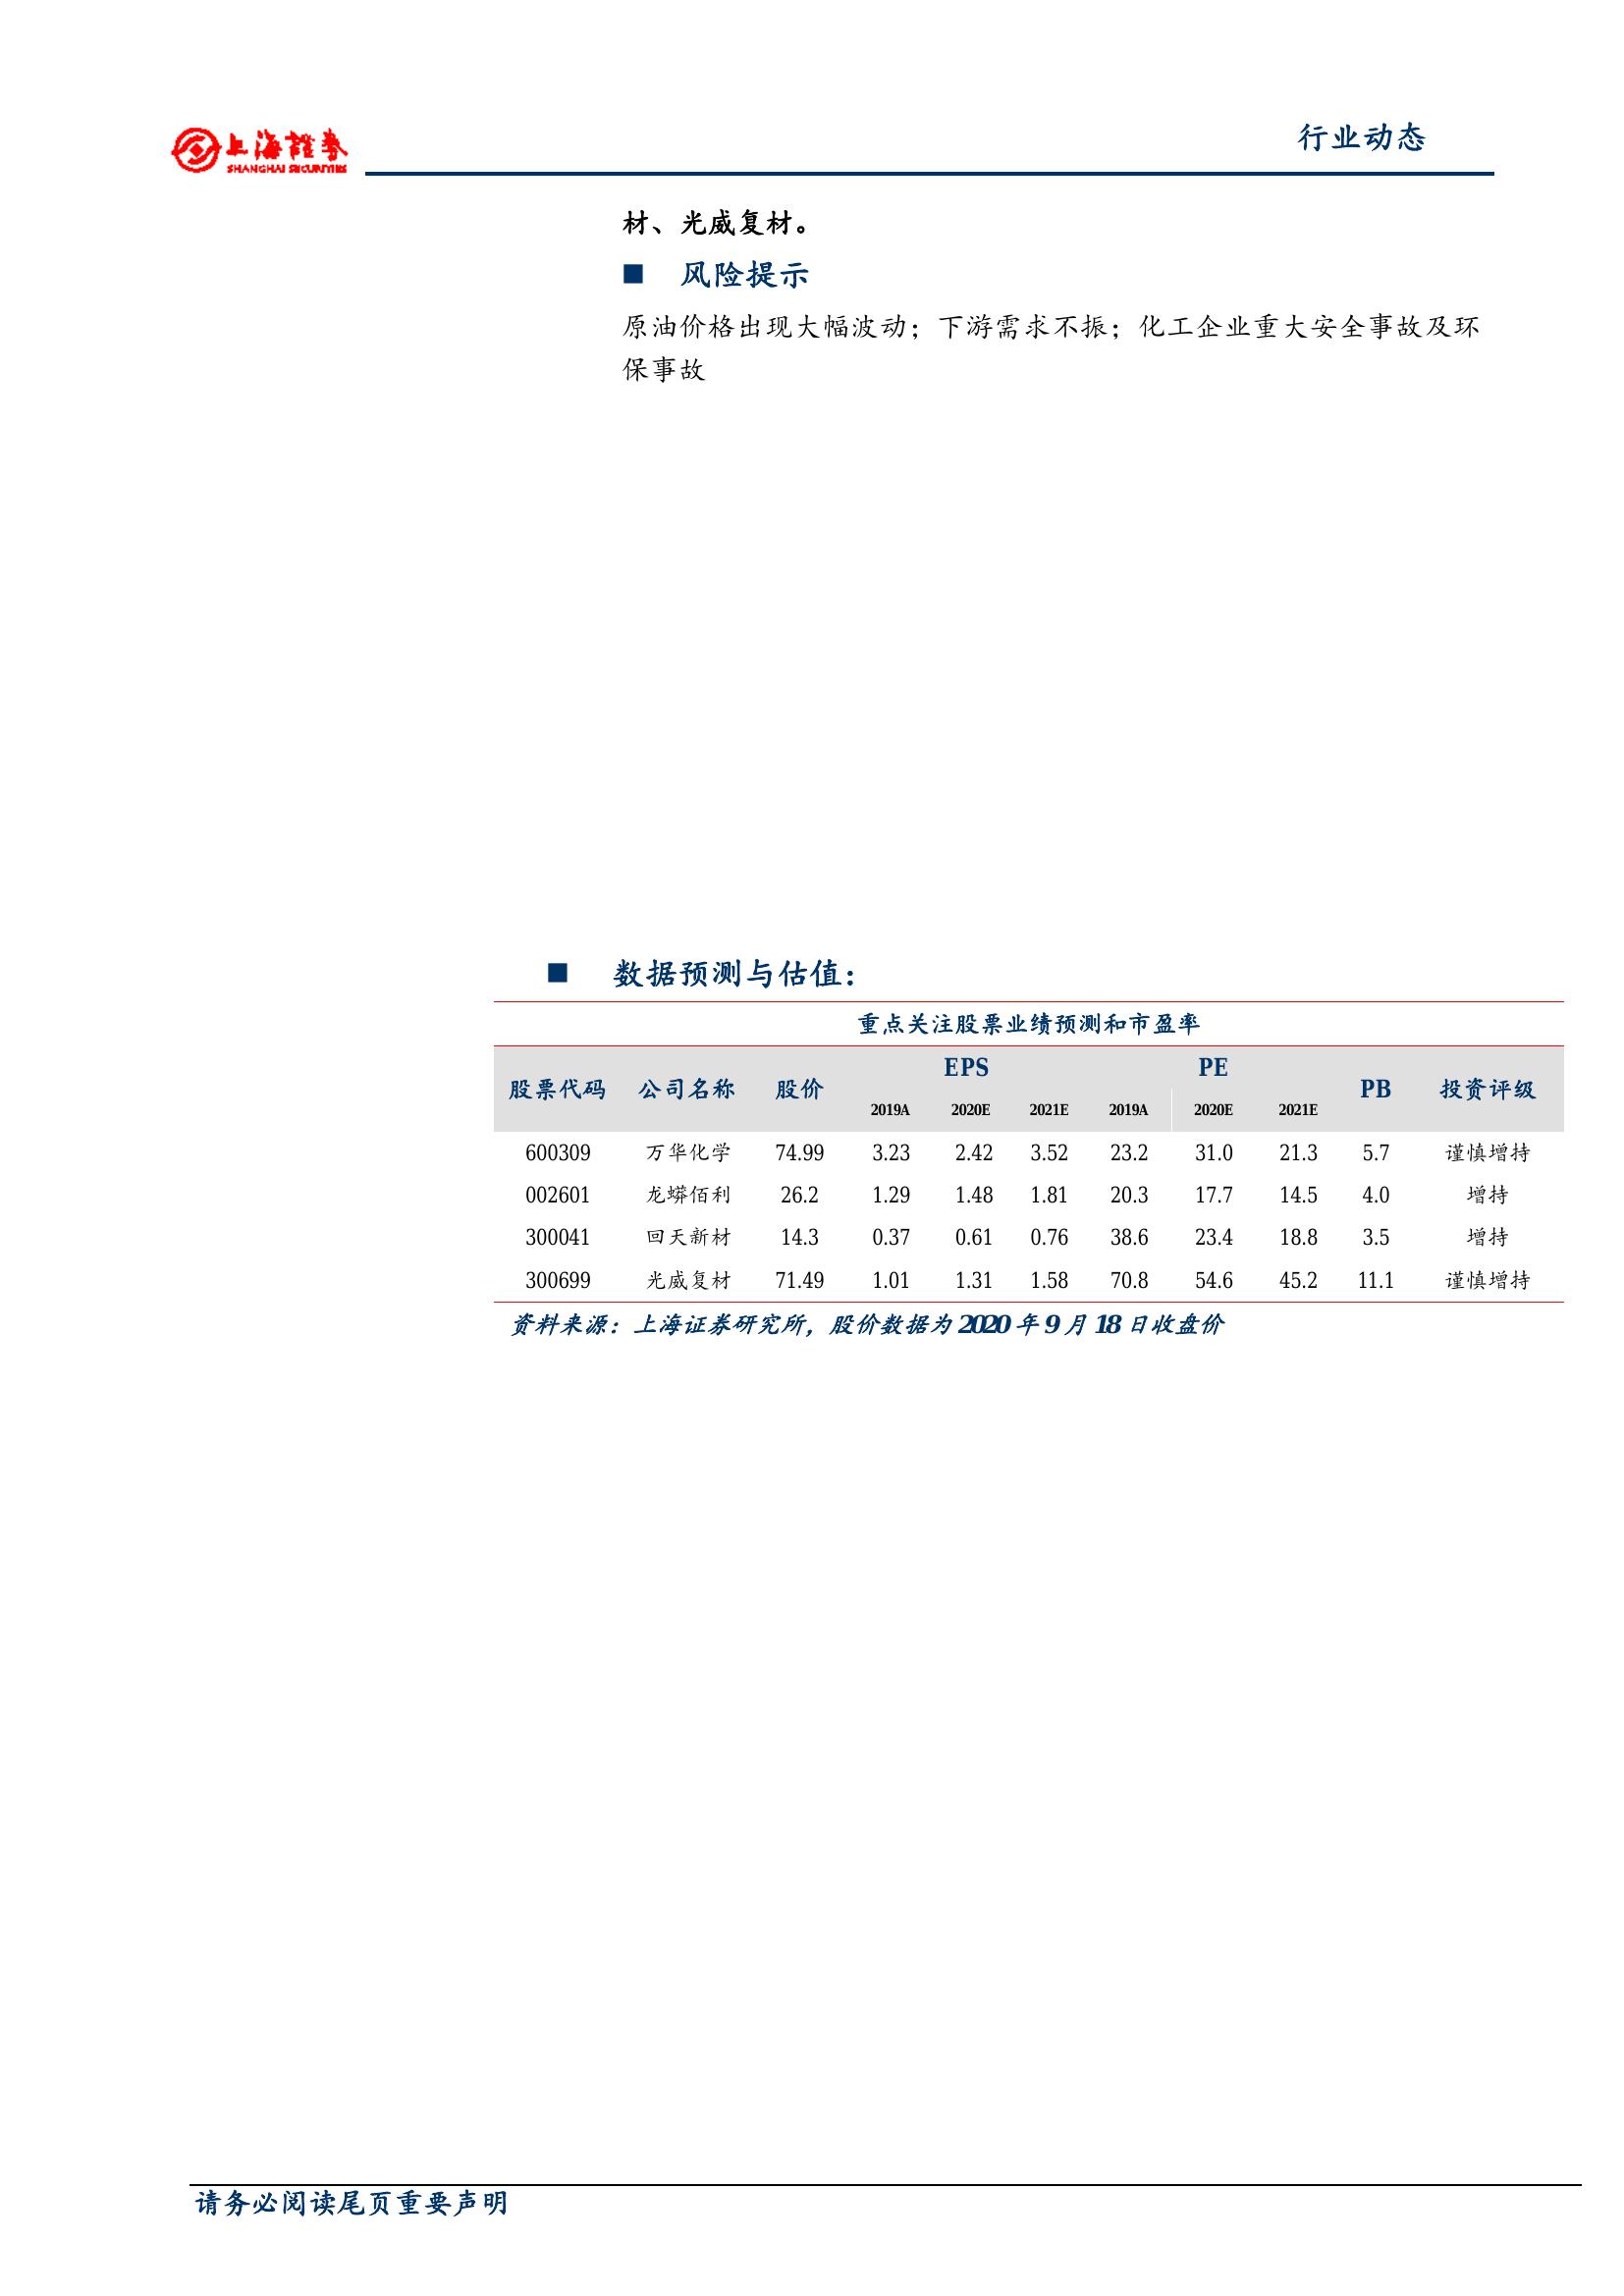 上海證券
SHANGHAI SECURITIES
行业动态
材、光威复材。
■ 风险提示
原油价格出现大幅波动；下游需求不振；化工企业重大安全事故及环
保事故
■ 数据预测与估值：
重点关注股票业绩预测和市盈率
股票代码 公司名称 股价 EPS PE PB 投资评级
2019A 2020E 2021E 2019A 2020E 2021E
600309 万华化学 74.99 3.23 2.42 3.52 23.2 31.0 21.3 5.7 谨慎增持
002601 龙蟒佰利 26.2 1.29 1.48 1.81 20.3 17.7 14.5 4.0 增持
300041 回天新材 14.3 0.37 0.61 0.76 38.6 23.4 18.8 3.5 增持
300699 光威复材 71.49 1.01 1.31 1.58 70.8 54.6 45.2 11.1 谨慎增持
资料来源：上海证券研究所，股价数据为 2020 年 9 月 18 日收盘价
请务必阅读尾页重要声明